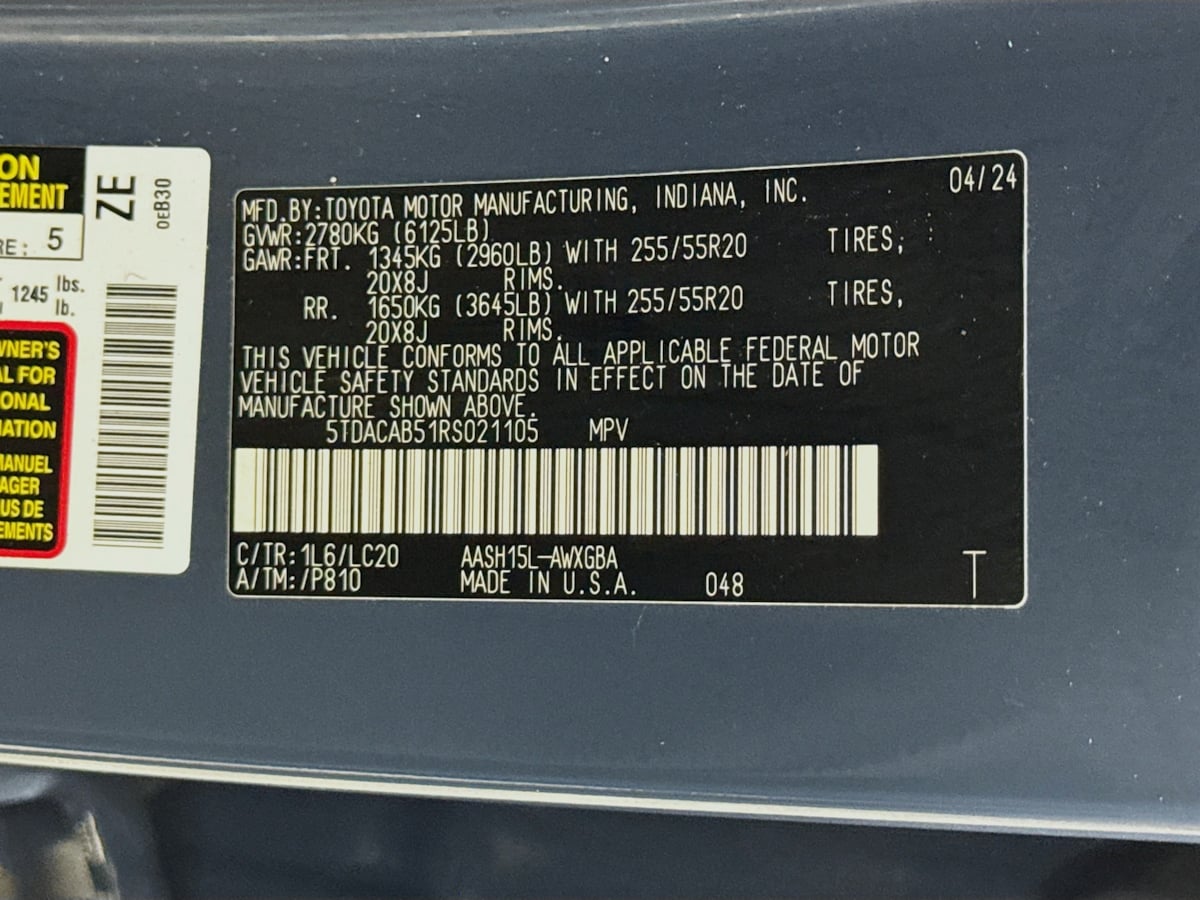 ON
EMENT
RE: 5
1245 lbs.
lb.
WNER'S
AL FOR
ONAL
MATION
MANUEL
AGER
US DE
EMENTS
ZE
0EB30
04/24
MFD.BY:TOYOTA MOTOR MANUFACTURING, INDIANA, INC.
GVWR:2780KG (6125LB)
GAWR:FRT. 1345KG (2960LB) WITH 255/55R20 TIRES,
20X8J RIMS.
RR. 1650KG (3645LB) WITH 255/55R20 TIRES,
20X8J RIMS.
THIS VEHICLE CONFORMS TO ALL APPLICABLE FEDERAL MOTOR
VEHICLE SAFETY STANDARDS IN EFFECT ON THE DATE OF
MANUFACTURE SHOWN ABOVE.
5TDACAB51RS021105 MPV
C/TR:1L6/LC20 AASH15L-AWXGBA
A/TM:/P810 MADE IN U.S.A. 048 T